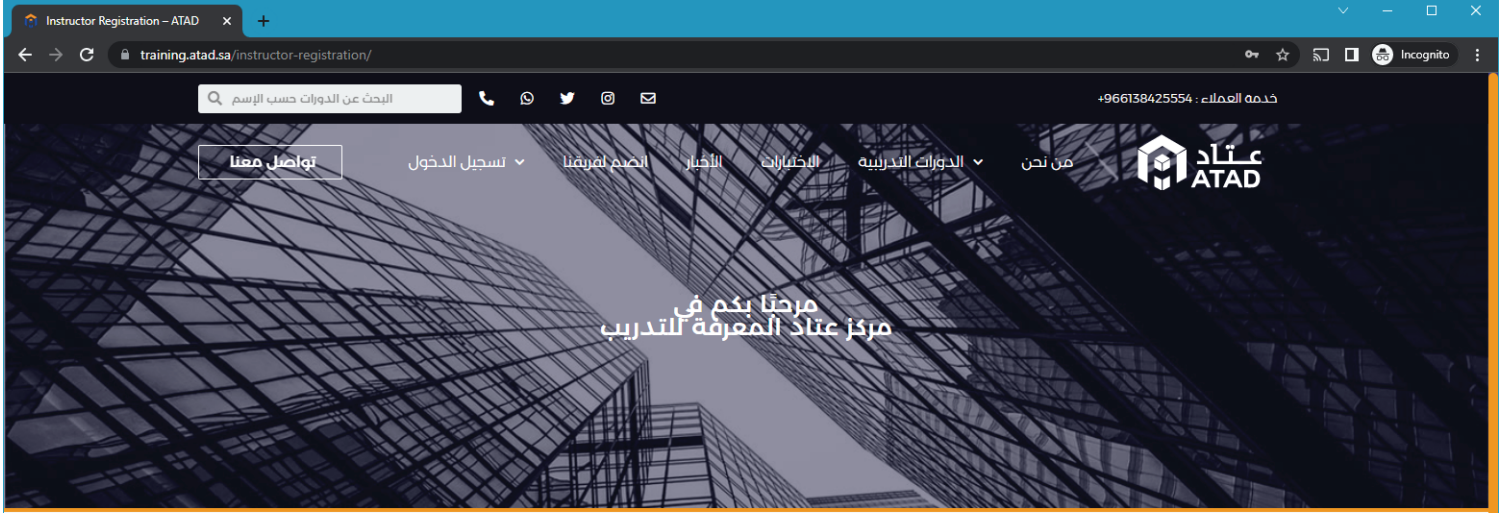 Instructor Registration – ATAD
training.atad.sa/instructor-registration/
Incognito
خدمة العملاء : 966138425554+
البحث عن الدورات حسب الإسم
عتاد
ATAD
من نحن
الدورات التدريبية
الاختبارات
الأخبار
انضم لفريقنا
تسجيل الدخول
تواصل معنا
مرحبًا بكم في
مركز عتاد المعرفة للتدريب